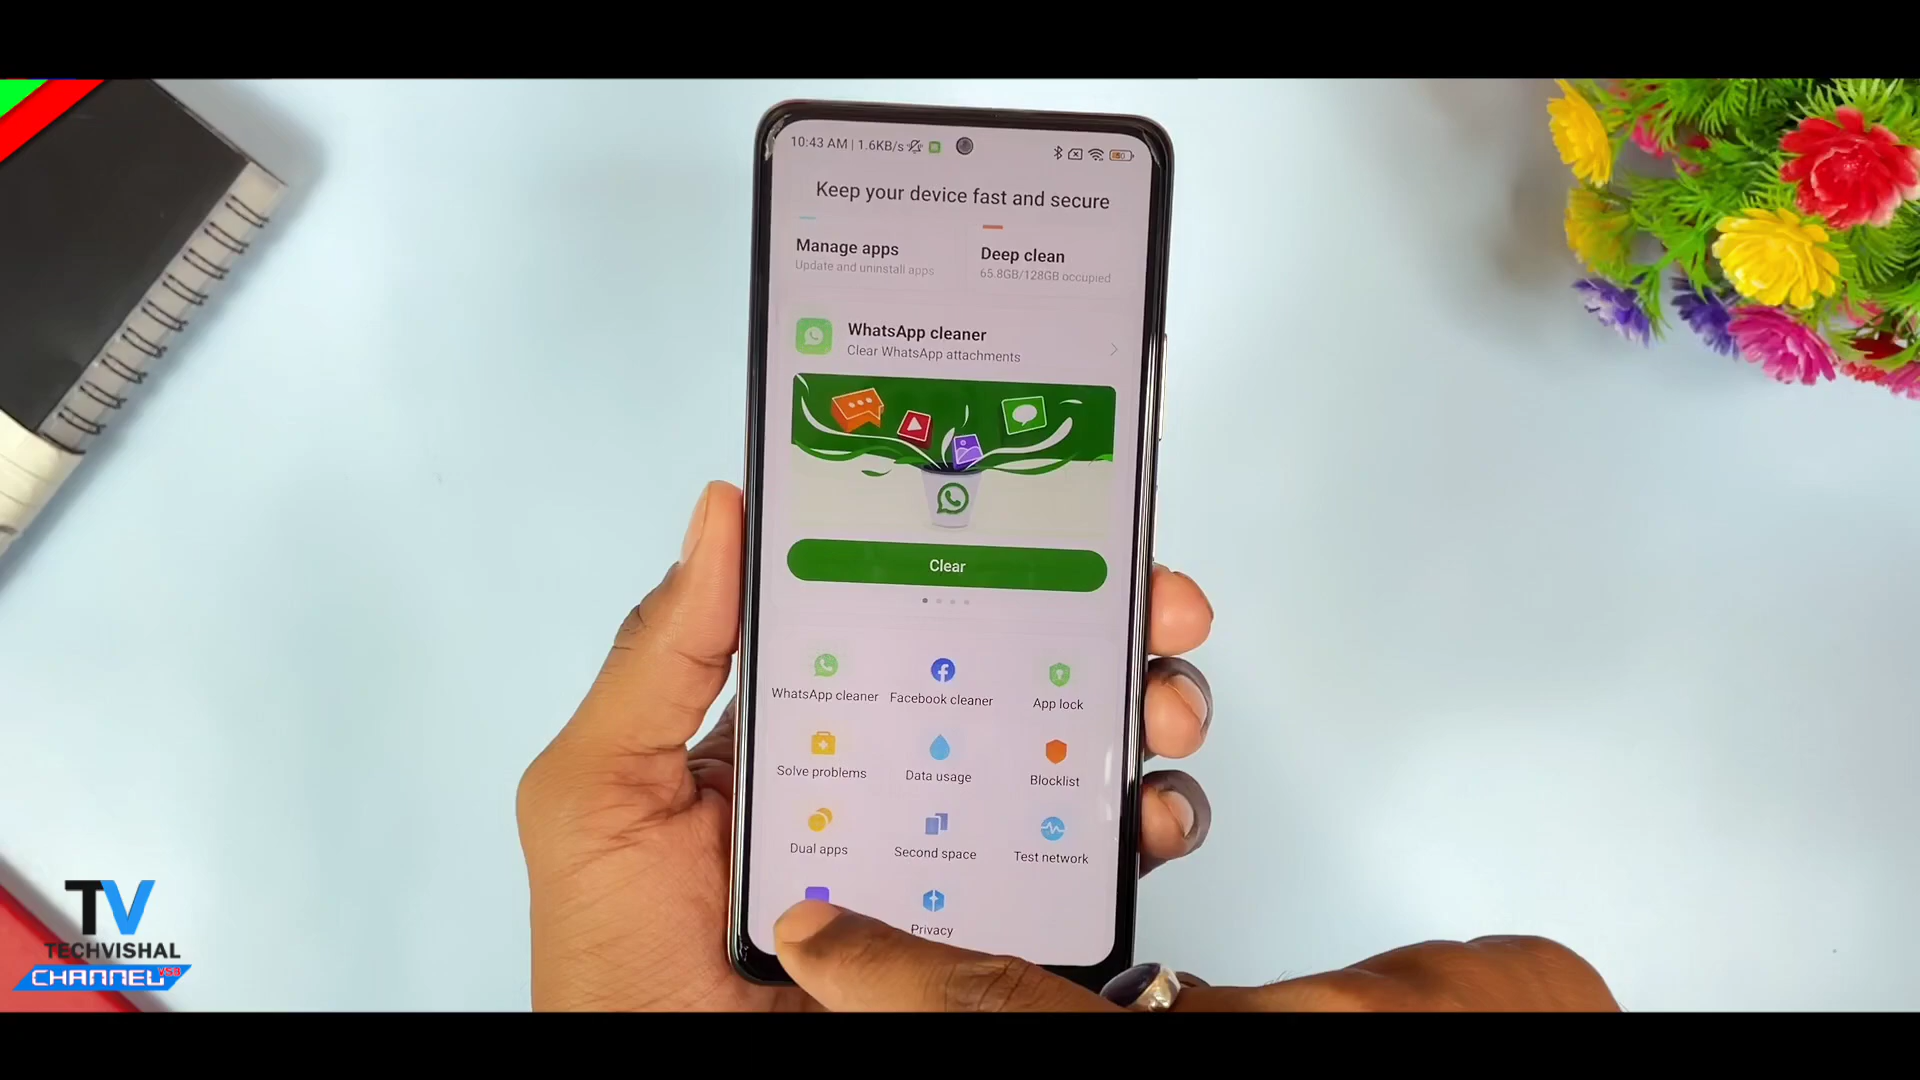 10:43 AM | 1.6KB/s
Keep your device fast and secure
Manage apps
Update and uninstall apps
Deep clean
65.8GB/128GB occupied
WhatsApp cleaner
Clear WhatsApp attachments
Clear
WhatsApp cleaner
Facebook cleaner
App lock
Solve problems
Data usage
Blocklist
Dual apps
Second space
Test network
Privacy
TV
TECHVISHAL
CHANNEL